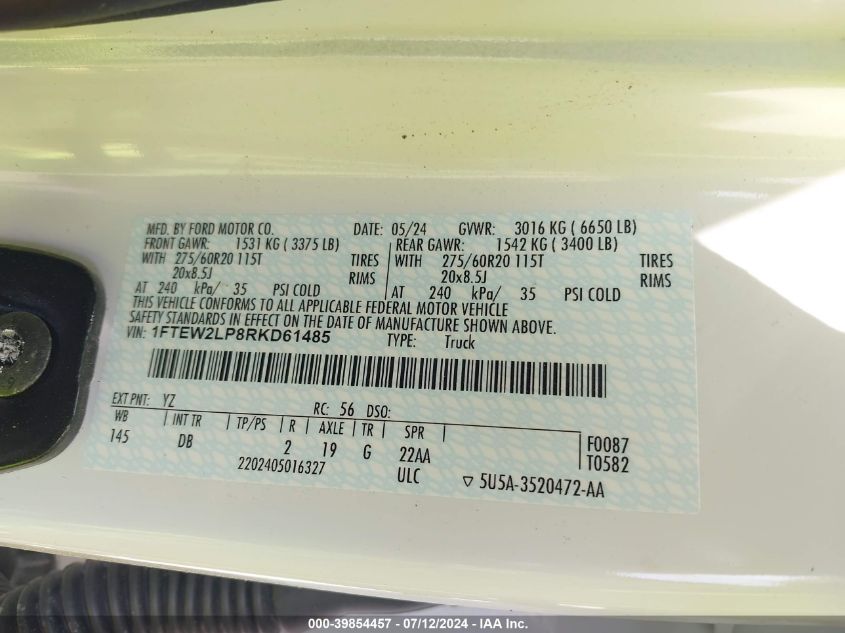 MFD. BY FORD MOTOR CO. DATE: 05/24 GVWR: 3016 KG ( 6650 LB)
FRONT GAWR: 1531 KG ( 3375 LB) REAR GAWR: 1542 KG ( 3400 LB)
WITH 275/60R20 115T TIRES WITH 275/60R20 115T TIRES
20x8.5J RIMS 20x8.5J RIMS
AT 240 kPa/ 35 PSI COLD AT 240 kPa/ 35 PSI COLD
THIS VEHICLE CONFORMS TO ALL APPLICABLE FEDERAL MOTOR VEHICLE
SAFETY STANDARDS IN EFFECT ON THE DATE OF MANUFACTURE SHOWN ABOVE.
VIN: 1FTEW2LP8RKD61485 TYPE: Truck
EXT PNT: YZ RC: 56 DSO:
WB | INT TR | TP/PS | R | AXLE | TR | SPR |
145 DB 2 19 G 22AA F0087
2202405016327 ULC T0582
▽ 5U5A-3520472-AA
000-39854457 - 07/12/2024 - IAA Inc.